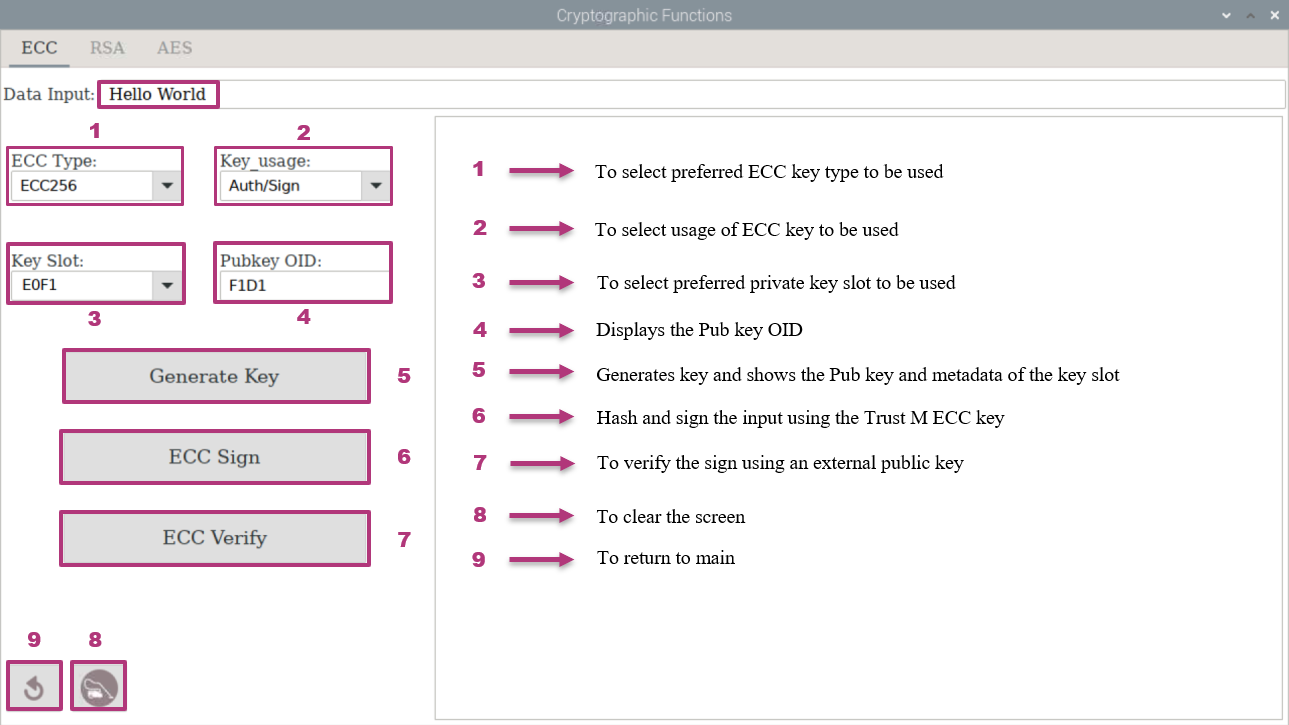 Cryptographic Functions
ECC RSA AES
Data Input: Hello World
1 2
ECC Type: Key_usage:
ECC256 Auth/Sign
Key Slot: Pubkey OID:
E0F1 F1D1
3 4
Generate Key 5
ECC Sign 6
ECC Verify 7
9 8
1 To select preferred ECC key type to be used
2 To select usage of ECC key to be used
3 To select preferred private key slot to be used
4 Displays the Pub key OID
5 Generates key and shows the Pub key and metadata of the key slot
6 Hash and sign the input using the Trust M ECC key
7 To verify the sign using an external public key
8 To clear the screen
9 To return to main